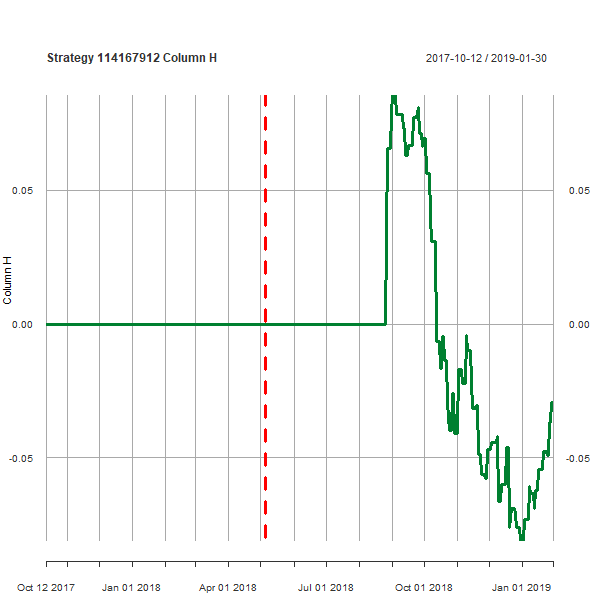 Strategy 114167912 Column H
2017-10-12 / 2019-01-30
0.05
0.05
Column H
0.00
0.00
-0.05
-0.05
Oct 12 2017
Jan 01 2018
Apr 01 2018
Jul 01 2018
Oct 01 2018
Jan 01 2019